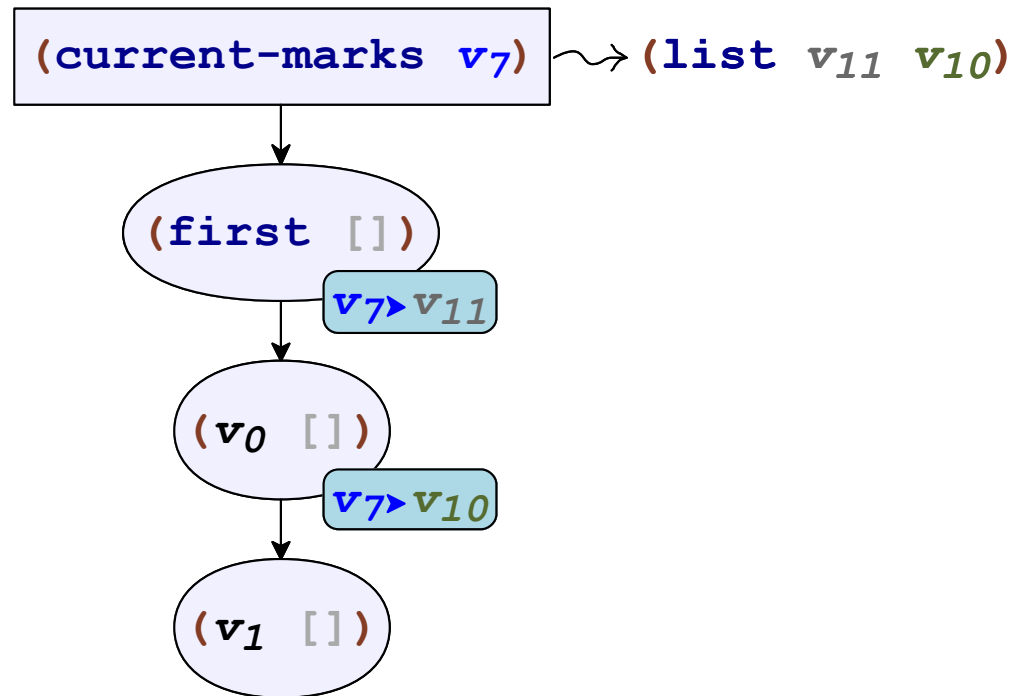 (current-marks v7) (list v11 v10)
(first [])
v7➤v11
(v0 [])
v7➤v10
(v1 [])